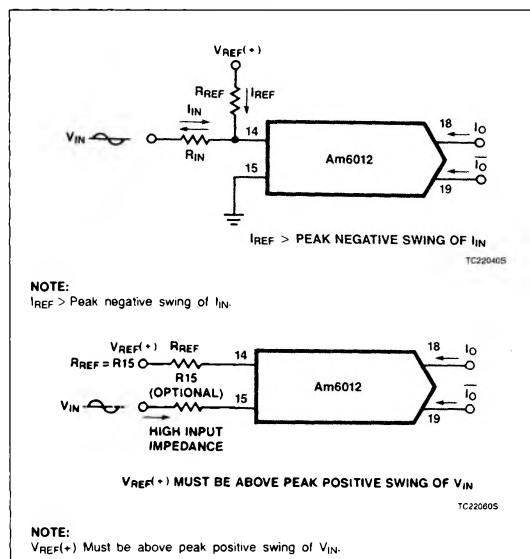 VREF(+)
RREF
IREF
IIN
VIN
RIN
14
15
Am6012
18
IO
IO
19
IREF > PEAK NEGATIVE SWING OF IIN
TC22040S
NOTE:
IREF > Peak negative swing of IIN.
VREF(+)
RREF
RREF = R15
14
R15
(OPTIONAL)
VIN
15
HIGH INPUT
IMPEDANCE
Am6012
18
IO
IO
19
VREF(+) MUST BE ABOVE PEAK POSITIVE SWING OF VIN
TC22060S
NOTE:
VREF(+) Must be above peak positive swing of VIN.